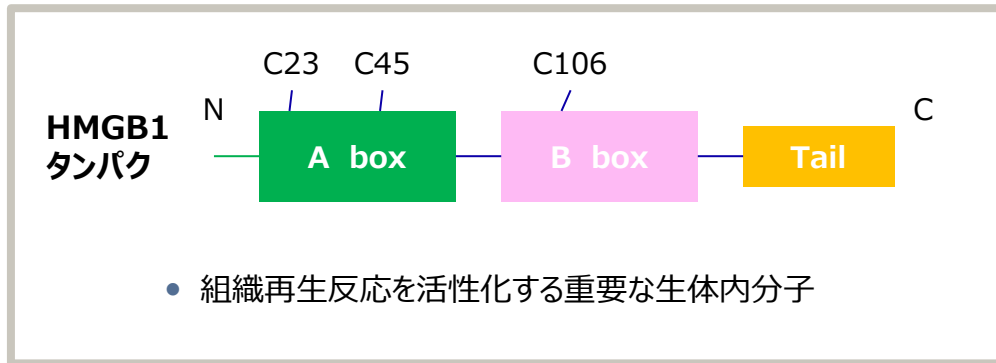 C23 C45 C106
N C
HMGB1
タンパク
A box B box Tail
• 組織再生反応を活性化する重要な生体内分子